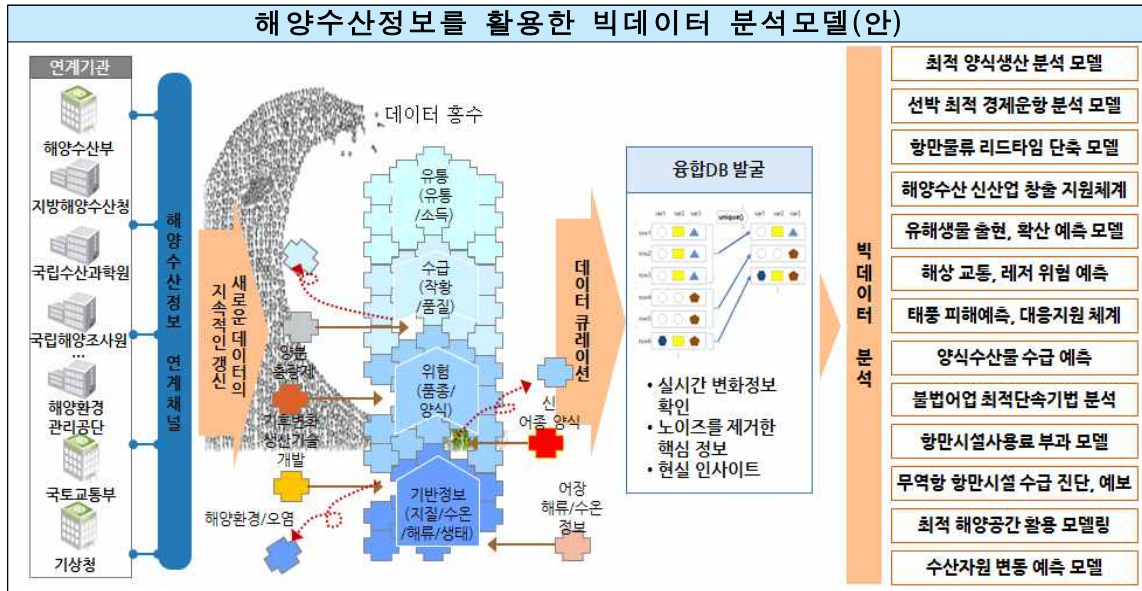 해양수산정보를 활용한 빅데이터 분석모델(안)
연계기관
해양수산부
지방해양수산청
국립수산과학원
국립해양조사원
...
해양환경
관리공단
국토교통부
기상청
해양수산정보 연계채널
새로운 데이터의
지속적인 갱신
데이터 홍수
유통
(유통
/소득)
수급
(작황
/품질)
양분
총량제
위험
(품종/
양식)
기후변화
생산기술
개발
신
어종 양식
기반정보
(지질/수온
/해류/생태)
해양환경/오염
어장
해류/수온
정보
데이터 큐레이션
융합DB 발굴
var1 var2 var3
unique()
var1 var2 var3
row1
row2
row3
row4
row5
row6
• 실시간 변화정보
확인
• 노이즈를 제거한
핵심 정보
• 현실 인사이트
빅데이터 분석
최적 양식생산 분석 모델
선박 최적 경제운항 분석 모델
항만물류 리드타임 단축 모델
해양수산 신산업 창출 지원체계
유해생물 출현, 확산 예측 모델
해상 교통, 레저 위험 예측
태풍 피해예측, 대응지원 체계
양식수산물 수급 예측
불법어업 최적단속기법 분석
항만시설사용료 부과 모델
무역항 항만시설 수급 진단, 예보
최적 해양공간 활용 모델링
수산자원 변동 예측 모델